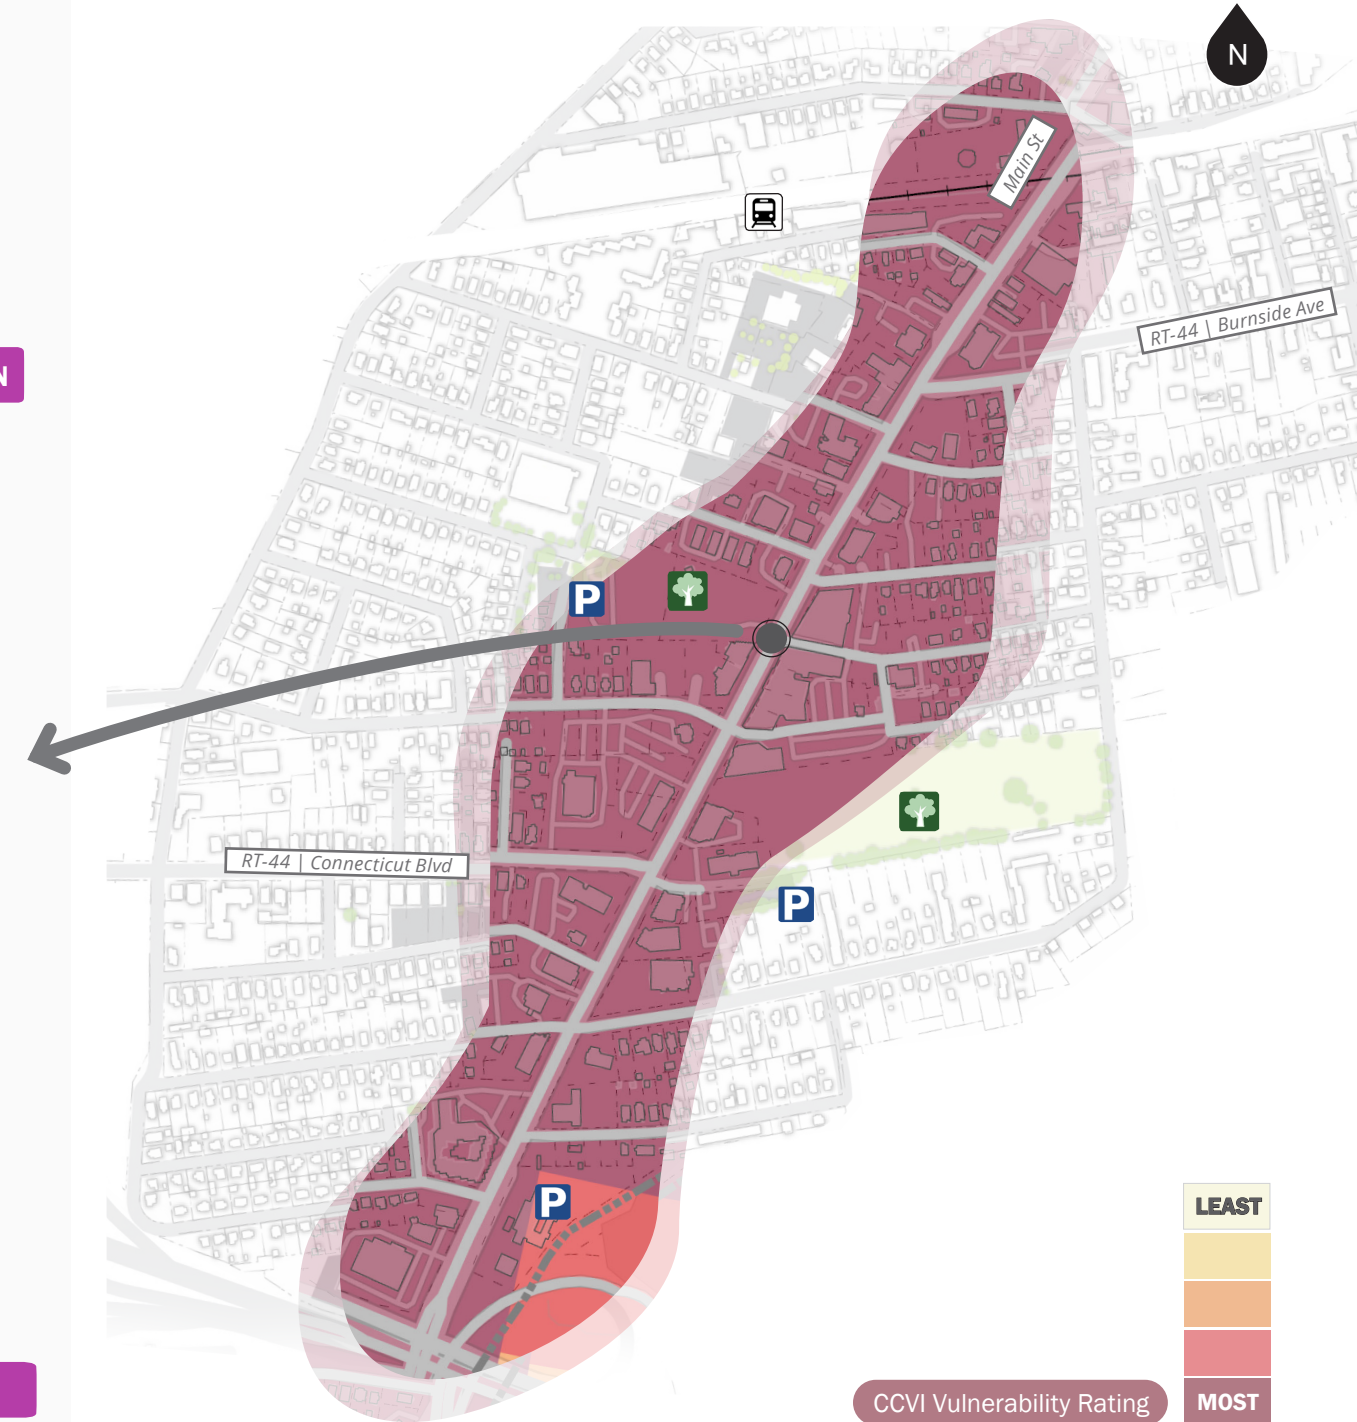 N
Main St
RT-44 | Burnside Ave
N
P
RT-44 | Connecticut Blvd
P
P
LEAST
CCVI Vulnerability Rating
MOST